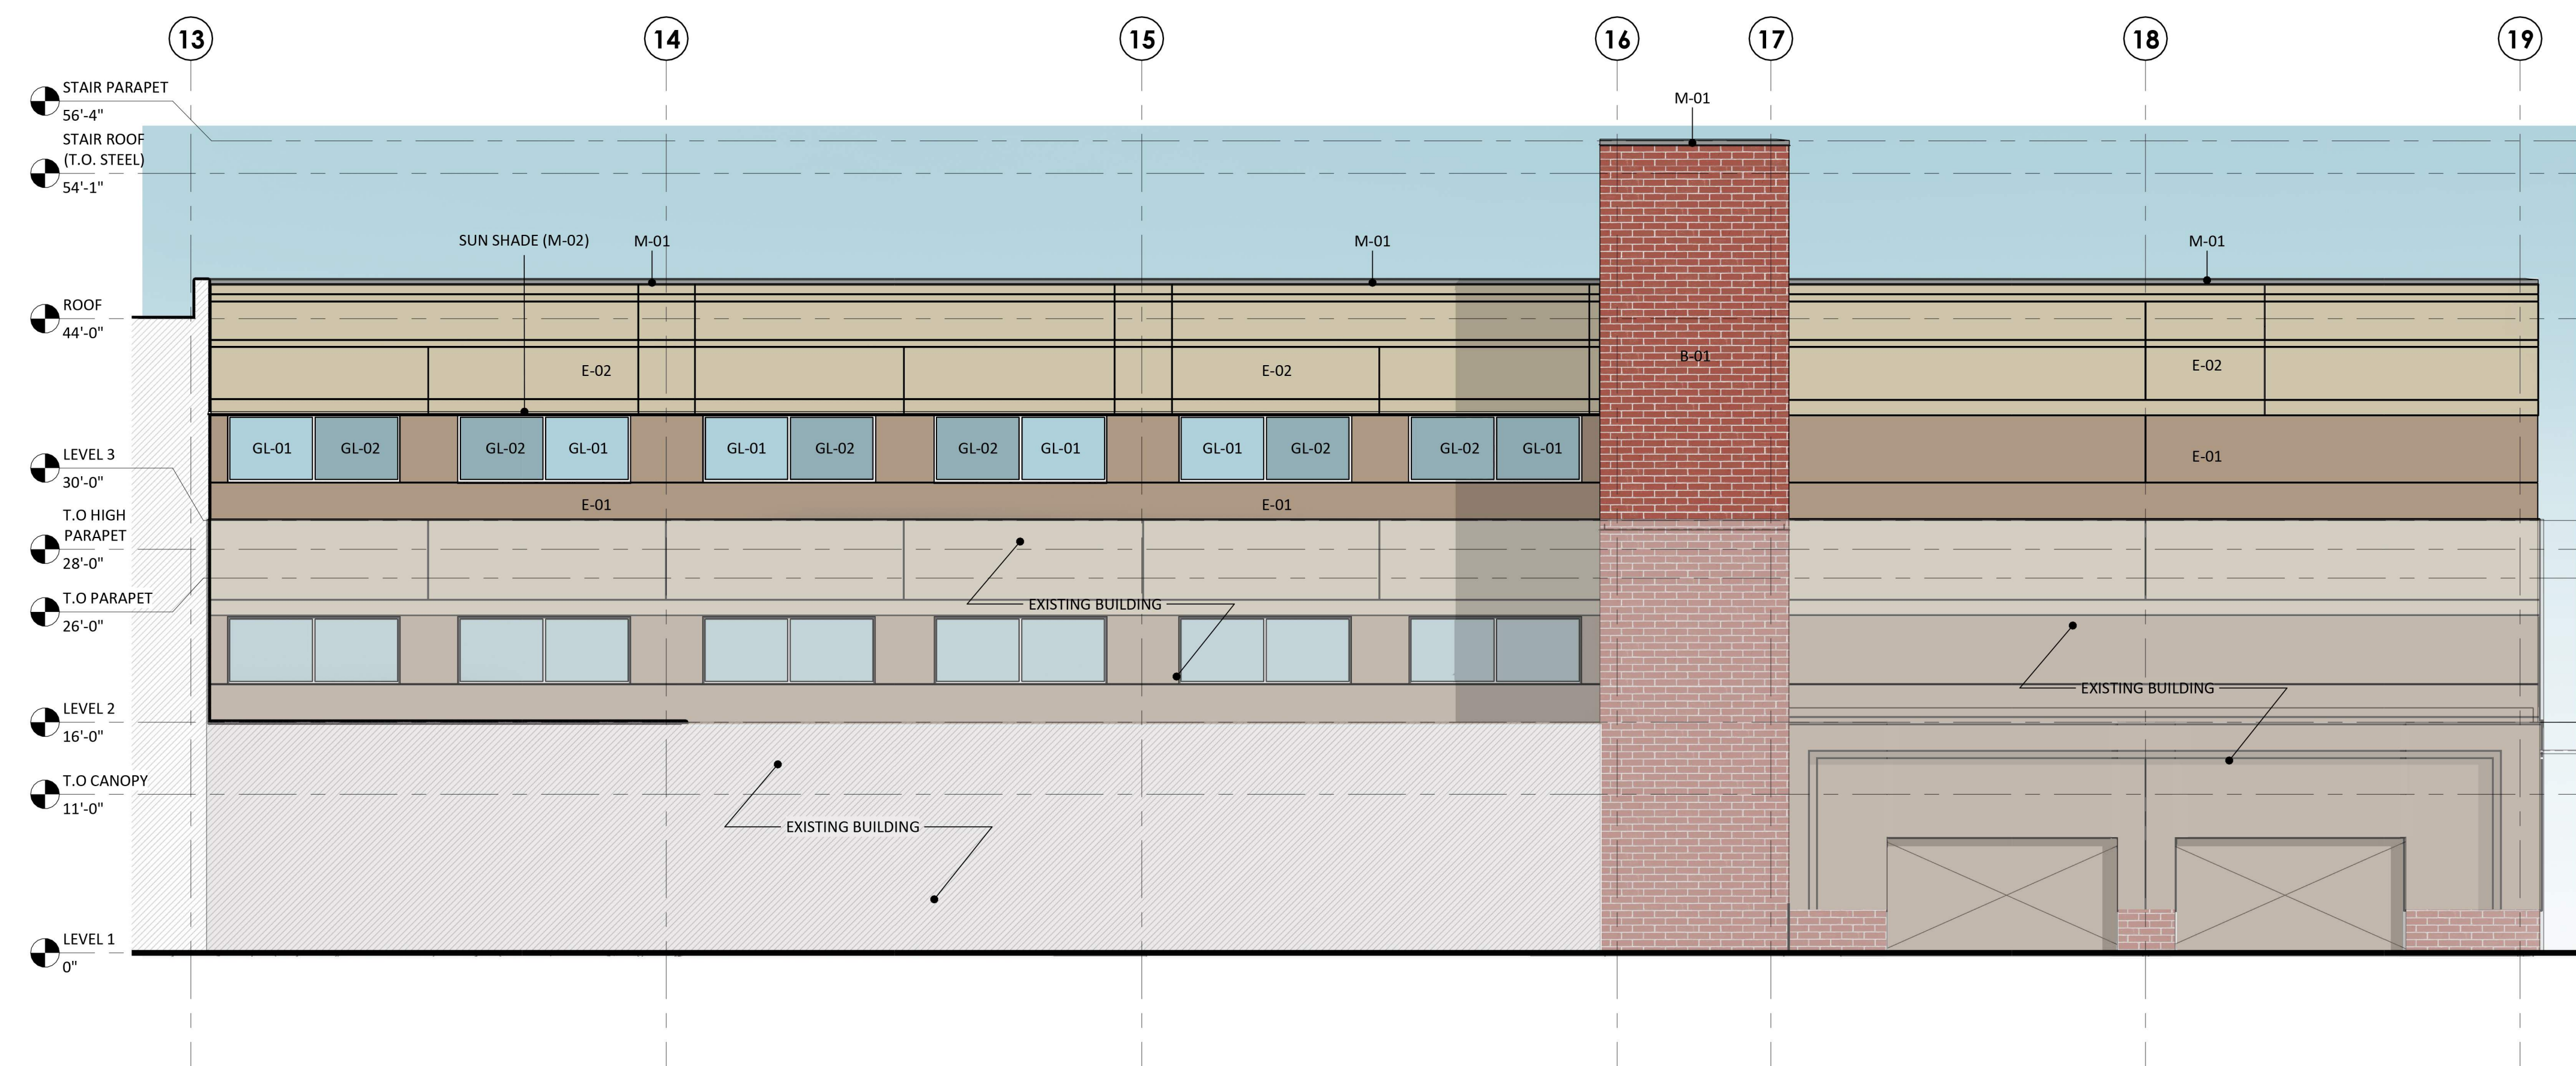 13 14 15 16 17 18 19
STAIR PARAPET
56'-4"
M-01
STAIR ROOF
(T.O. STEEL)
54'-1"
SUN SHADE (M-02) M-01 M-01 M-01
ROOF
44'-0"
B-01
E-02 E-02 E-02
LEVEL 3
30'-0"
GL-01 GL-02 GL-02 GL-01 GL-01 GL-02 GL-02 GL-01 GL-01 GL-02 GL-02 GL-01
E-01
E-01 E-01
T.O HIGH
PARAPET
28'-0"
T.O PARAPET
26'-0"
EXISTING BUILDING
EXISTING BUILDING
LEVEL 2
16'-0"
T.O CANOPY
11'-0"
EXISTING BUILDING
LEVEL 1
0"